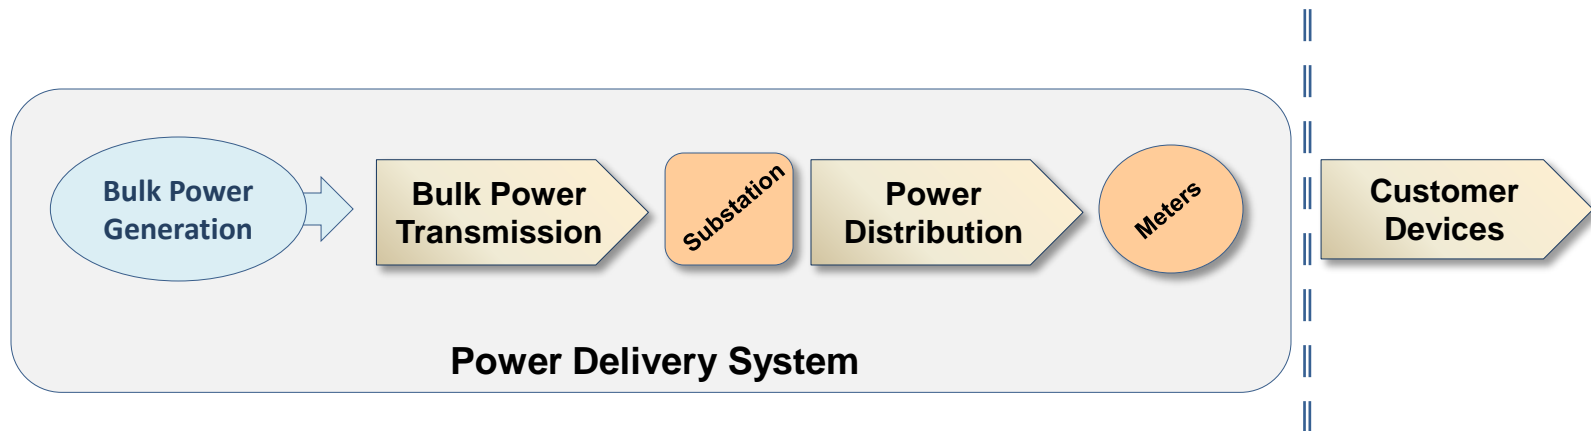 Bulk Power
Generation
Bulk Power
Transmission
Substation
Power
Distribution
Meters
Customer
Devices
Power Delivery System